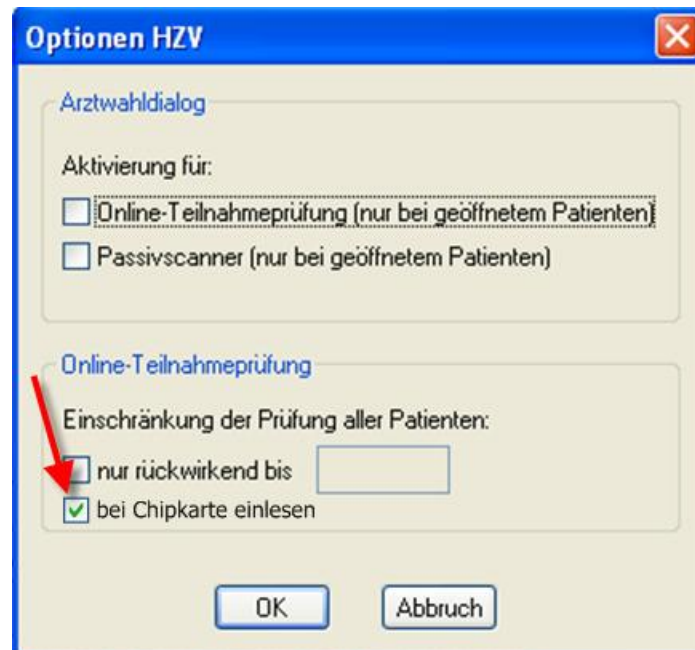 Optionen HZV
Arztwahldialog
Aktivierung für:
Online-Teilnahmeprüfung (nur bei geöffnetem Patienten)
Passivscanner (nur bei geöffnetem Patienten)
Online-Teilnahmeprüfung
Einschränkung der Prüfung aller Patienten:
nur rückwirkend bis
bei Chipkarte einlesen
OK Abbruch